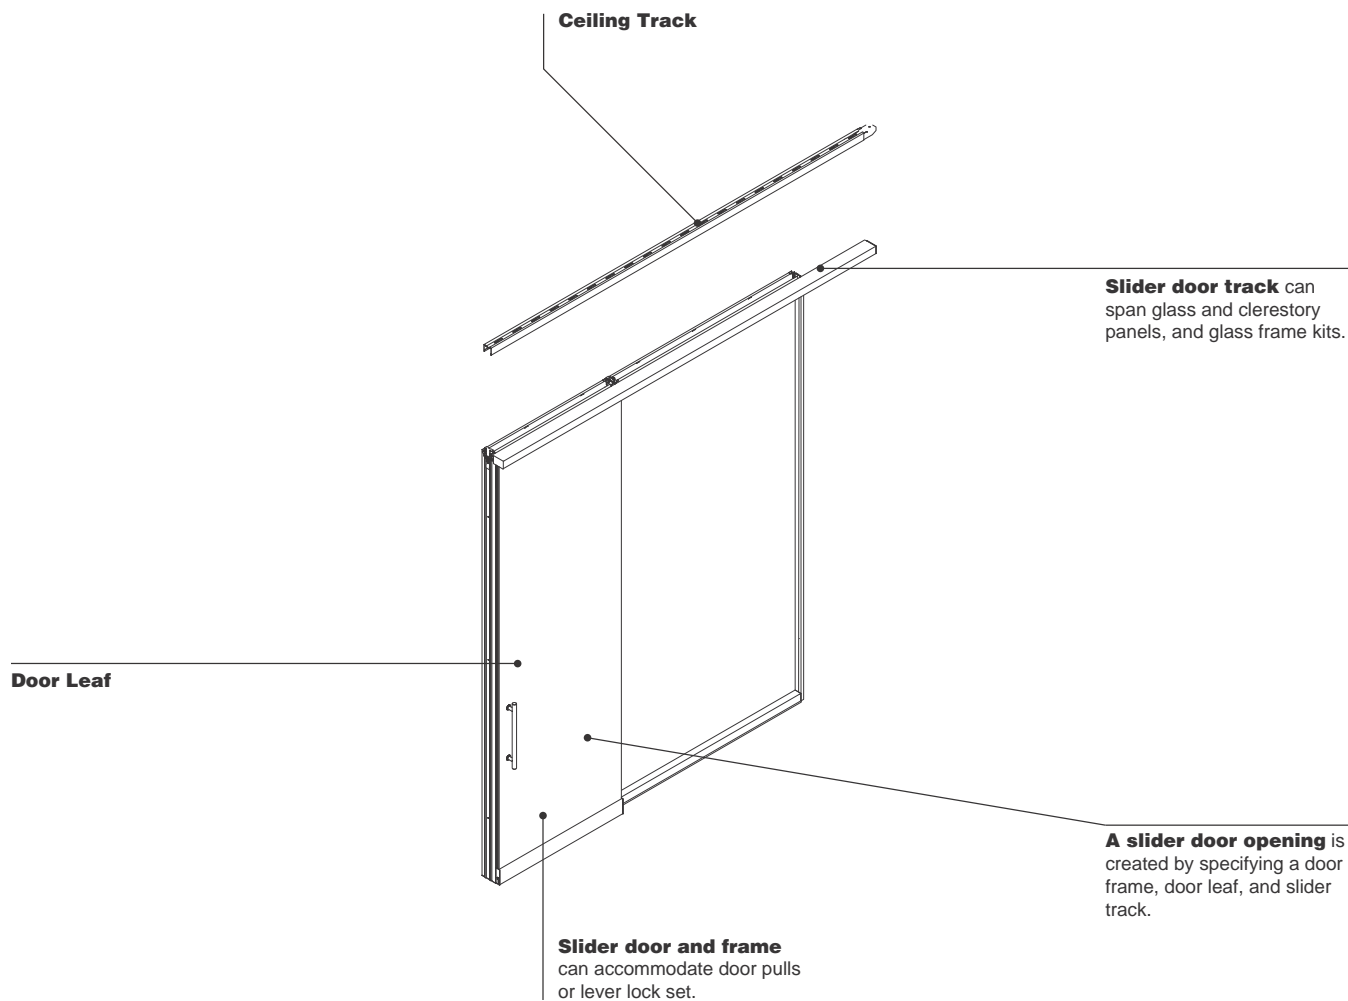 Ceiling Track
Slider door track can
span glass and clerestory
panels, and glass frame kits.
Door Leaf
A slider door opening is
created by specifying a door
frame, door leaf, and slider
track.
Slider door and frame
can accommodate door pulls
or lever lock set.